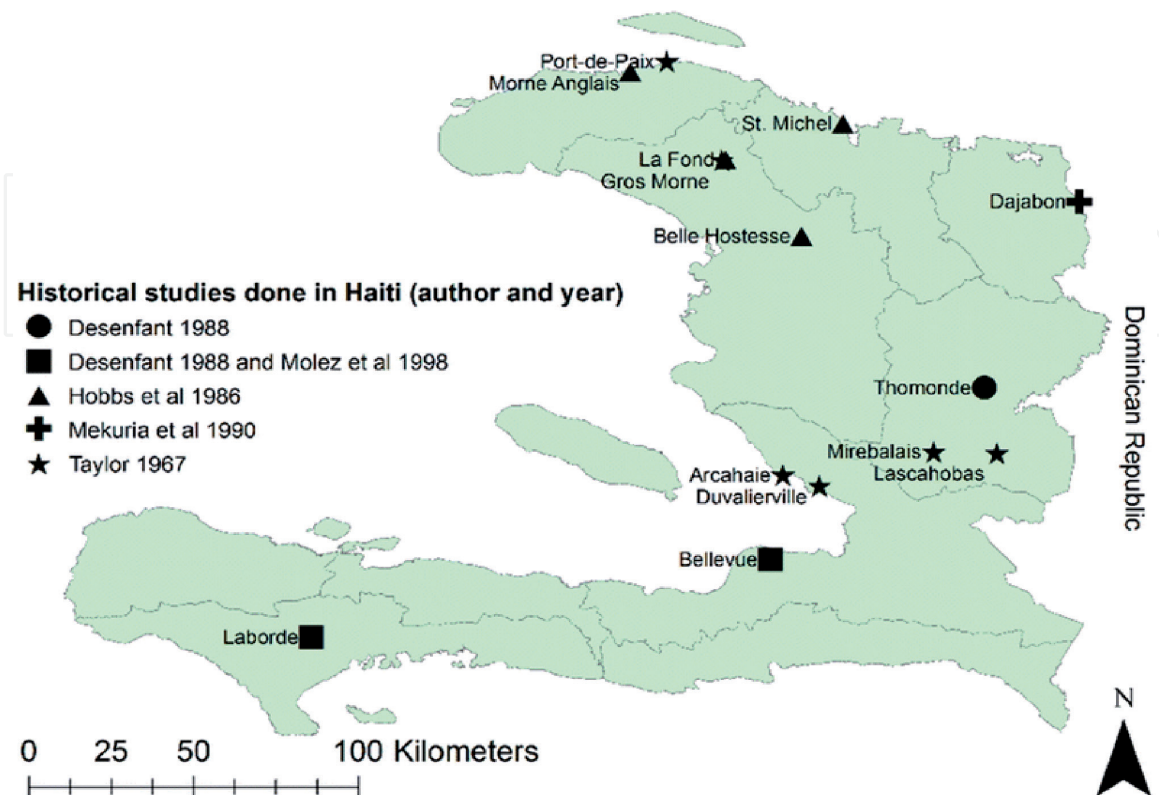 Port-de-Paix
Morne Anglais
St. Michel
La Fond
Gros Morne
Dajabon
Belle Hostesse
Historical studies done in Haiti (author and year)
Desenfant 1988
Desenfant 1988 and Molez et al 1998
Hobbs et al 1986
Mekuria et al 1990
Taylor 1967
Dominican Republic
Thomonde
Mirebalais
Lascahobas
Arcahaie
Duvalierville
Bellevue
Laborde
N
0 25 50 100 Kilometers